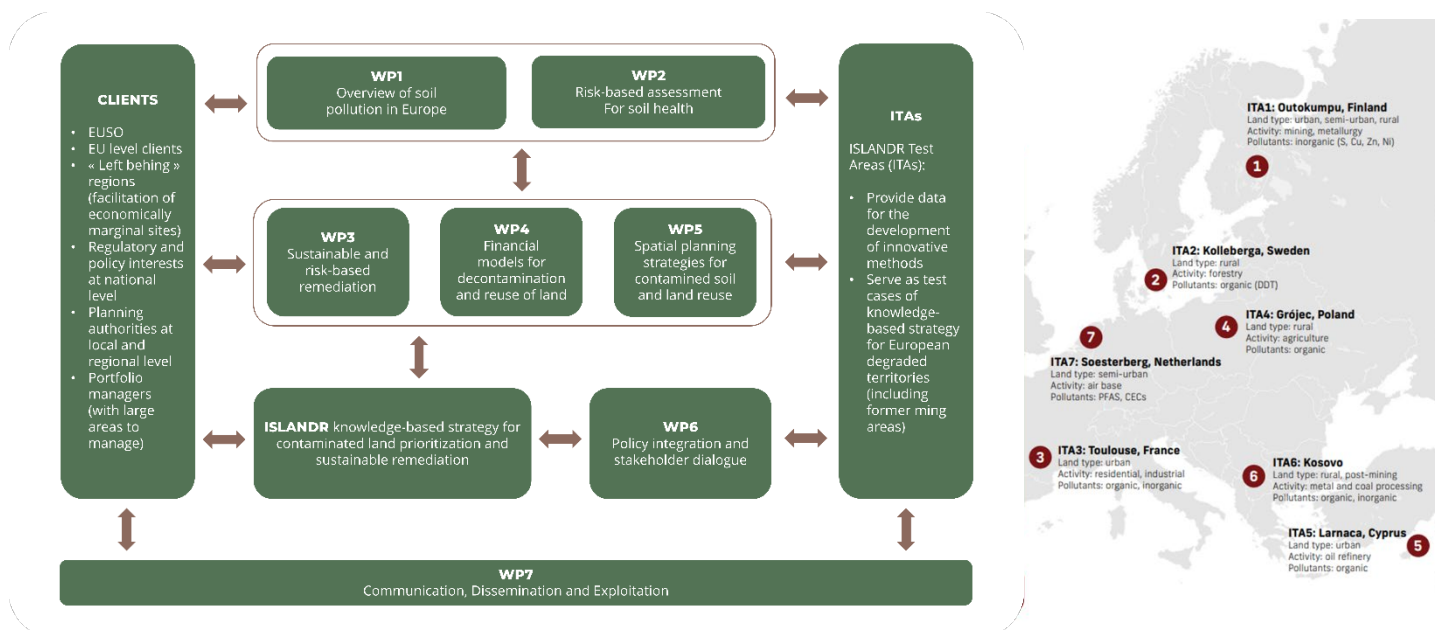 CLIENTS
• EUSO
• EU level clients
• « Left behing »
regions
(facilitation of
economically
marginal sites)
• Regulatory and
policy interests
at national
level
• Planning
authorities at
local and
regional level
• Portfolio
managers
(with large
areas to
manage)
WP1
Overview of soil
pollution in Europe
WP2
Risk-based assessment
For soil health
WP3
Sustainable and
risk-based
remediation
WP4
Financial
models for
decontamination
and reuse of land
WP5
Spatial planning
strategies for
contamined soil
and land reuse
ISLANDR knowledge-based strategy for
contaminated land prioritization and
sustainable remediation
WP6
Policy integration and
stakeholder dialogue
ITAs
ISLANDR Test
Areas (ITAs):
• Provide data
for the
development
of innovative
methods
• Serve as test
cases of
knowledge-
based strategy
for European
degraded
territories
(including
former ming
areas)
WP7
Communication, Dissemination and Exploitation
ITA1: Outokumpu, Finland
Land type: urban, semi-urban, rural
Activity: mining, metallurgy
Pollutants: inorganic (S, Cu, Zn, Ni)
1
ITA2: Kolleberga, Sweden
Land type: rural
Activity: forestry
Pollutants: organic (DDT)
2
ITA4: Grójec, Poland
Land type: rural
Activity: agriculture
Pollutants: organic
4
7
ITA7: Soesterberg, Netherlands
Land type: semi-urban
Activity: air base
Pollutants: PFAS, CECs
3
ITA3: Toulouse, France
Land type: urban
Activity: residential, industrial
Pollutants: organic, inorganic
6
ITA6: Kosovo
Land type: rural, post-mining
Activity: metal and coal processing
Pollutants: organic, inorganic
ITA5: Larnaca, Cyprus
Land type: urban
Activity: oil refinery
Pollutants: organic
5